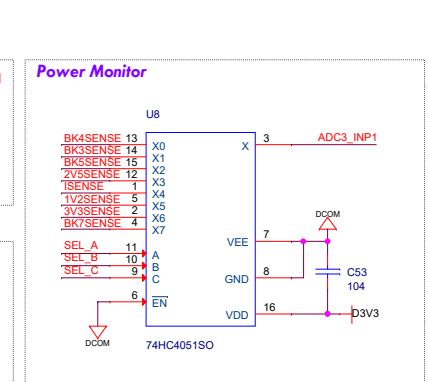 Power Monitor
U8
BK4SENSE 13 X0
BK3SENSE 14 X1
BK5SENSE 15 X2
2V5SENSE 12 X3
ISENSE 1 X4
1V2SENSE 5 X5
3V3SENSE 2 X6
BK7SENSE 4 X7
X 3 ADC3_INP1
SEL_A 11 A
SEL_B 10 B
SEL_C 9 C
6 EN
DCOM
VEE 7
GND 8
VDD 16
DCOM
C53
104
D3V3
74HC4051SO